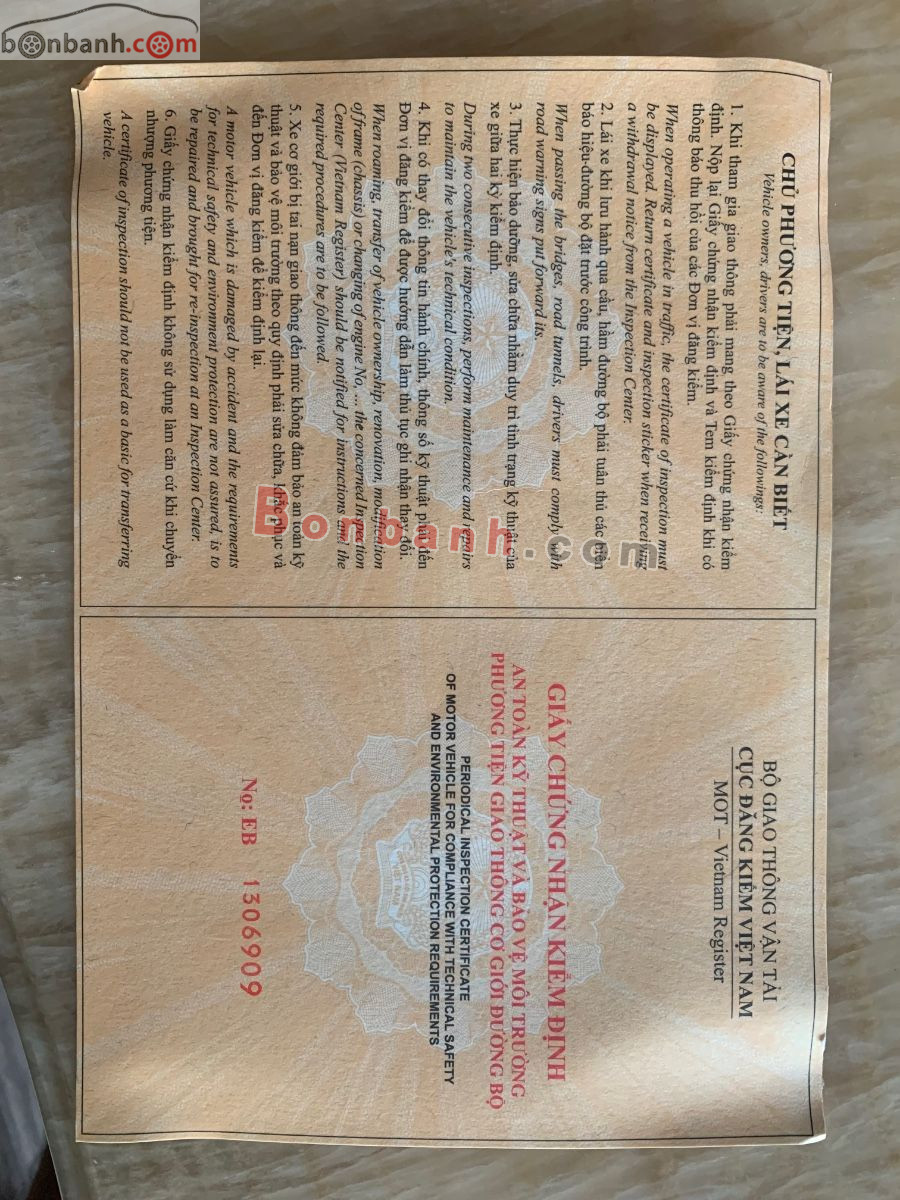 bonbanh.com
CHỦ PHƯƠNG TIỆN, LÁI XE CẦN BIẾT
Vehicle owners, drivers are to be aware of the followings:
1. Khi tham gia giao thông phải mang theo Giấy chứng nhận kiểm
định. Nộp lại Giấy chứng nhận kiểm định và Tem kiểm định khi có
thông báo thu hồi của các Đơn vị đăng kiểm.
When operating a vehicle in traffic, the certificate of inspection must
be displayed. Return certificate and inspection sticker when receiving
a withdrawal notice from the Inspection Center.
2. Lái xe khi lưu hành qua cầu, hầm đường bộ phải tuân thủ các biển
báo hiệu đường bộ đặt trước công trình.
When passing the bridges, road tunnels, drivers must comply with
road warning signs put forward its.
3. Thực hiện bảo dưỡng, sửa chữa nhằm duy trì tình trạng kỹ thuật của
xe giữa hai kỳ kiểm định.
During two consecutive inspections, perform maintenance and repairs
to maintain the vehicle's technical condition.
4. Khi có thay đổi thông tin hành chính, thông số kỹ thuật phải đến
Đơn vị đăng kiểm để được hướng dẫn làm thủ tục ghi nhận thay đổi.
When roaming, transfer of vehicle ownership, renovation, modification
of frame (chassis) or changing of engine No, ... the concerned Inspection
Center (Vietnam Register) should be notified for instructions and the
required procedures are to be followed.
5. Xe cơ giới bị tai nạn giao thông đến mức không đảm bảo an toàn kỹ
thuật và bảo vệ môi trường theo quy định phải sửa chữa, khắc phục và
đến Đơn vị đăng kiểm để kiểm định lại.
A motor vehicle which is damaged by accident and the requirements
for technical safety and environment protection are not assured, is to
be repaired and brought for re-inspection at an Inspection Center.
6. Giấy chứng nhận kiểm định không sử dụng làm căn cứ khi chuyển
nhượng phương tiện.
A certificate of inspection should not be used as a basic for transferring
vehicle.
Bonbanh.com
BỘ GIAO THÔNG VẬN TẢI
CỤC ĐĂNG KIỂM VIỆT NAM
MOT – Vietnam Register
GIẤY CHỨNG NHẬN KIỂM ĐỊNH
AN TOÀN KỸ THUẬT VÀ BẢO VỆ MÔI TRƯỜNG
PHƯƠNG TIỆN GIAO THÔNG CƠ GIỚI ĐƯỜNG BỘ
PERIODICAL INSPECTION CERTIFICATE
OF MOTOR VEHICLE FOR COMPLIANCE WITH TECHNICAL SAFETY
AND ENVIRONMENTAL PROTECTION REQUIREMENTS
No: EB 1306909